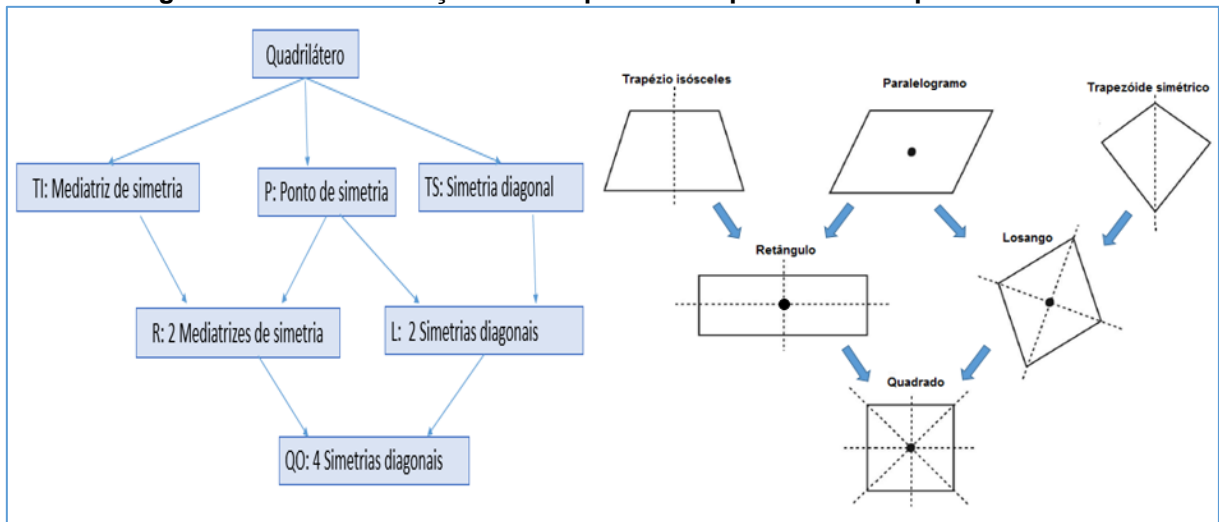 Quadrilátero
TI: Mediatriz de simetria
P: Ponto de simetria
TS: Simetria diagonal
R: 2 Mediatrizes de simetria
L: 2 Simetrias diagonais
QO: 4 Simetrias diagonais
Trapézio isósceles
Paralelogramo
Trapezóide simétrico
Retângulo
Losango
Quadrado